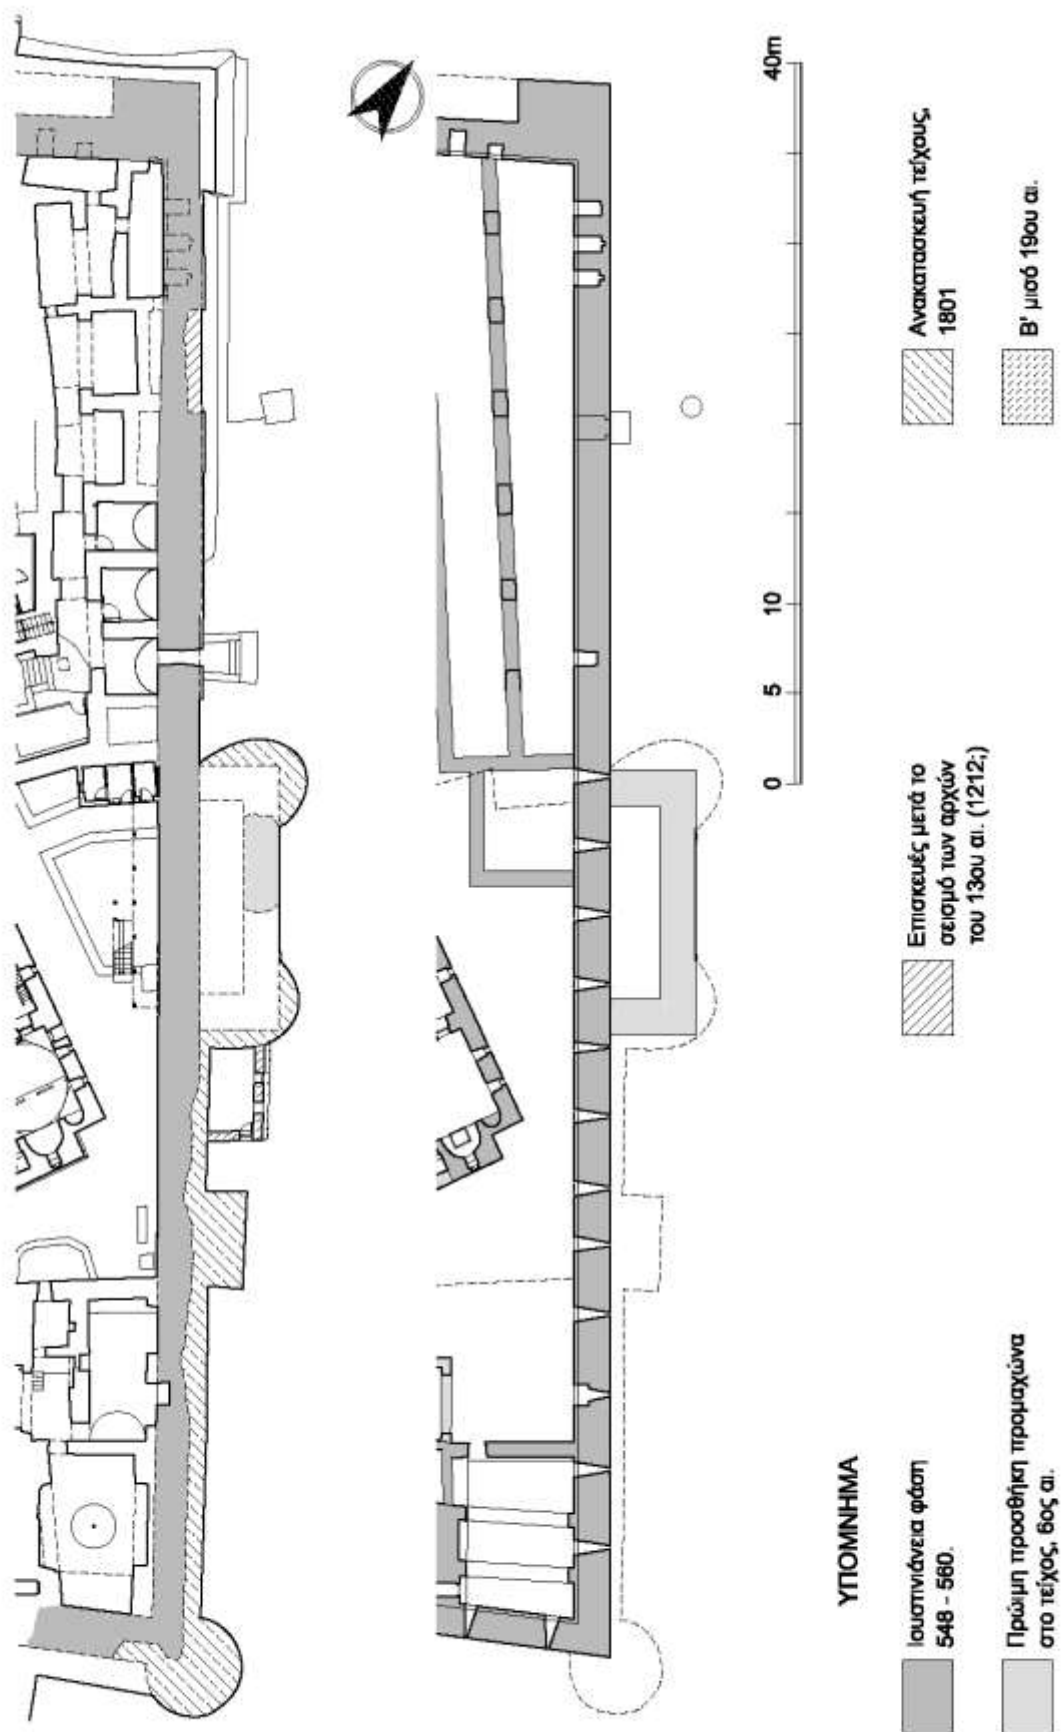 0
5
10
40m
ΥΠΟΜΝΗΜΑ
Ιουστινιάνεια φάση
548 - 560.
Πρώιμη προσθήκη προμαχώνα
στο τείχος, 6ος αι.
Επισκευές μετά το
σεισμό των αρχών
του 13ου αι. (1212;)
Ανακατασκευή τείχους,
1801
Β' μισό 19ου αι.